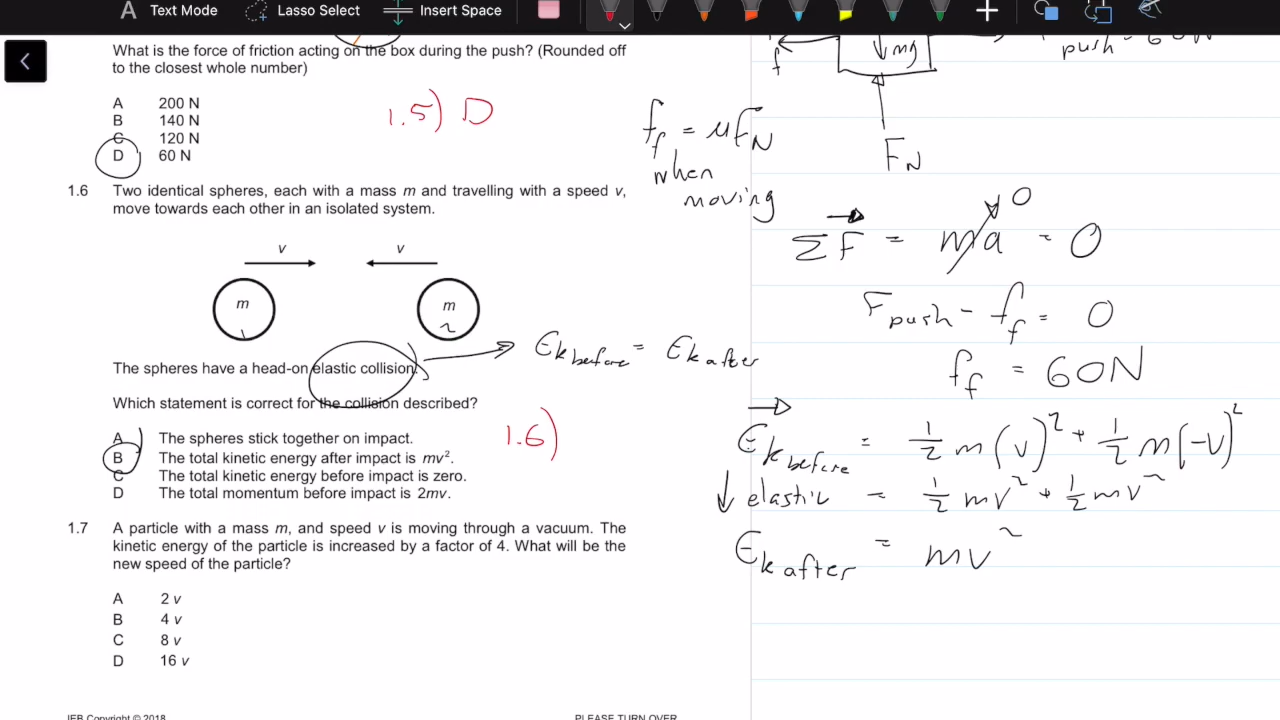 Text Mode Lasso Select Insert Space
What is the force of friction acting on the box during the push? (Rounded off
to the closest whole number)
A 200 N
B 140 N
C 120 N
D 60 N
1.5) D
1.6 Two identical spheres, each with a mass m and travelling with a speed v,
move towards each other in an isolated system.
v v
m m
1 2
The spheres have a head-on elastic collision.
Ek before = Ek after
Which statement is correct for the collision described?
1.6)
A The spheres stick together on impact.
B The total kinetic energy after impact is mv².
C The total kinetic energy before impact is zero.
D The total momentum before impact is 2mv.
1.7 A particle with a mass m, and speed v is moving through a vacuum. The
kinetic energy of the particle is increased by a factor of 4. What will be the
new speed of the particle?
A 2 v
B 4 v
C 8 v
D 16 v
IEB Copyright © 2018 PLEASE TURN OVER
f mg push = 60N
FN
ff = μFN
when
moving
ΣF = ma = 0
0
Fpush - ff = 0
ff = 60N
Ek before = 1/2 m(v)² + 1/2 m(-v)²
↓ elastic = 1/2 mv² + 1/2 mv²
Ek after = mv²